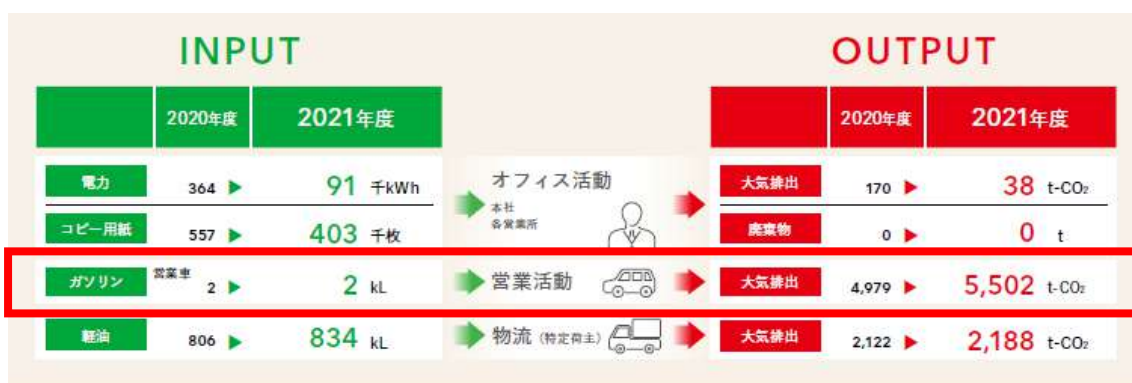 INPUT
OUTPUT
2020年度 2021年度
2020年度 2021年度
電力 364 ▶ 91 千kWh
オフィス活動
本社
各営業所
大気排出 170 ▶ 38 t-CO₂
コピー用紙 557 ▶ 403 千枚
廃棄物 0 ▶ 0 t
ガソリン 営業車 2 ▶ 2 kL
営業活動
大気排出 4,979 ▶ 5,502 t-CO₂
軽油 806 ▶ 834 kL
物流(特定荷主)
大気排出 2,122 ▶ 2,188 t-CO₂